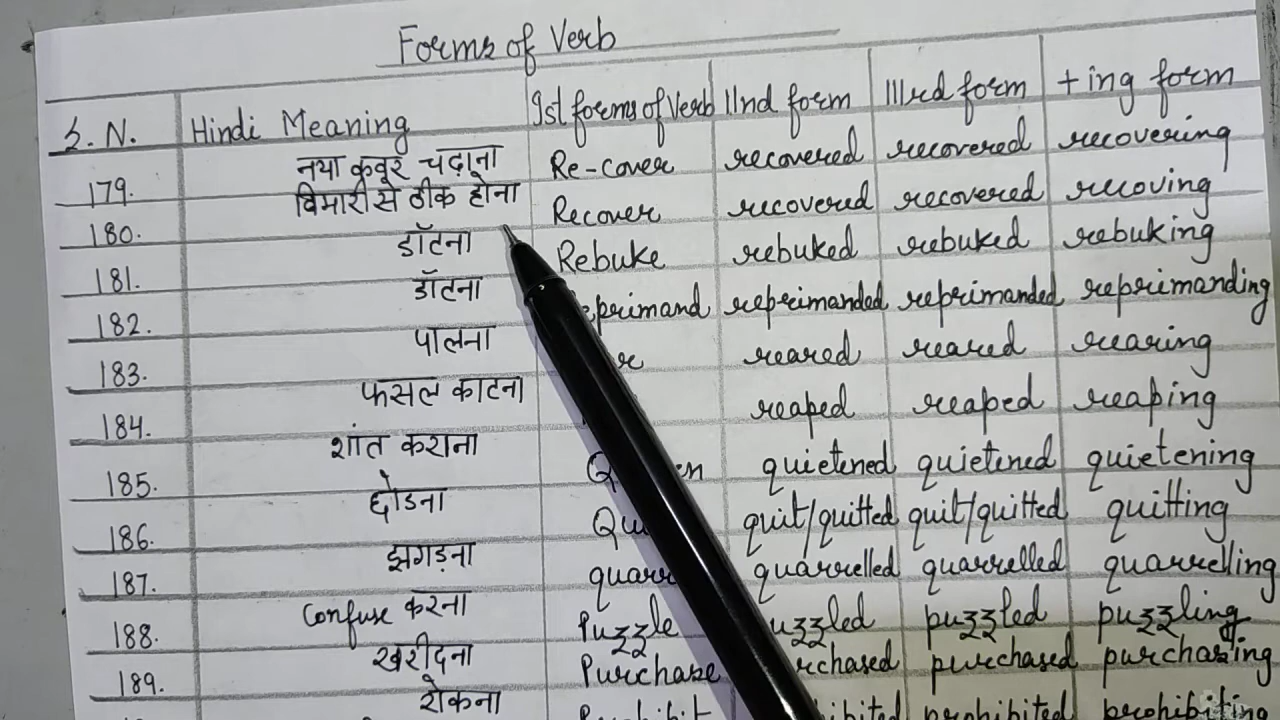 Forms of Verb
S. N. Hindi Meaning Ist forms of Verb IInd form IIIrd form +ing form
179. नया कवर चढ़ाना Re-cover recovered recovered recovering
180. बिमारी से ठीक होना Recover recovered recovered recoving
181. डॉटना Rebuke rebuked rebuked rebuking
182. डॉटना reprimanded reprimanded reprimanding
183. पालना reared reared rearing
184. फसल काटना reaped reaped reaping
185. शांत कराना quietened quietened quietening
186. छोडना quit/quitted quit/quitted quitting
187. झगड़ना quarrelled quarrelled quarrelling
188. Confuse करना Puzzle puzzled puzzling
189. खरीदना Purchase purchased purchasing
रोकना Prohibit prohibited prohibiting